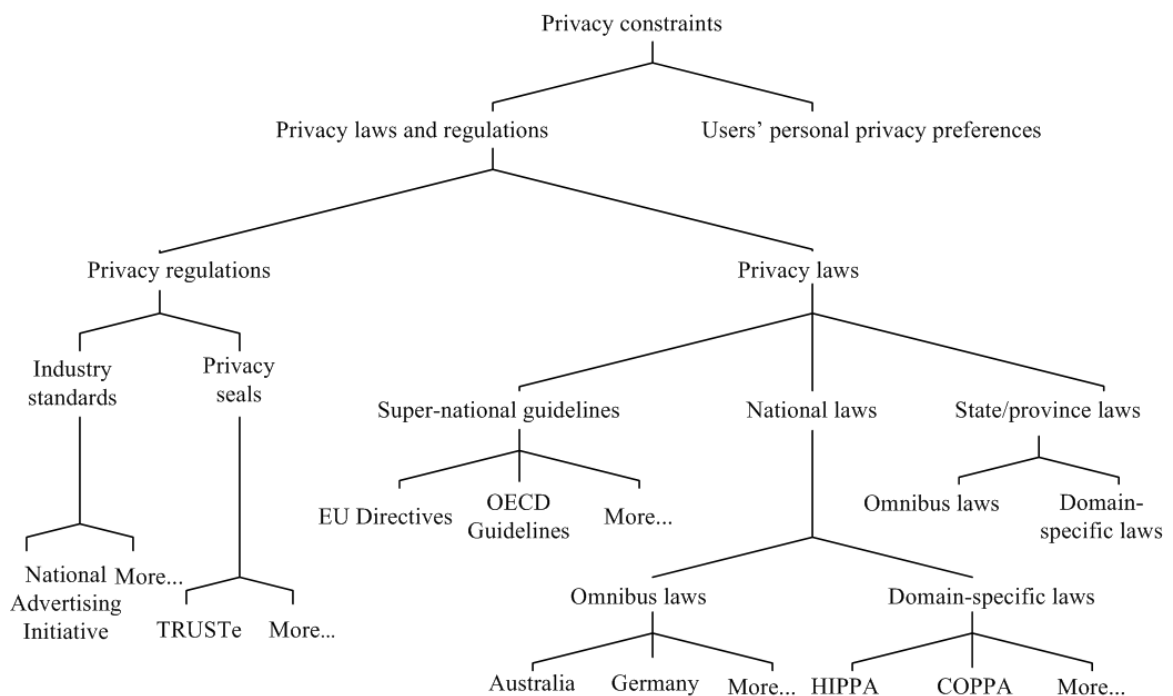 Privacy constraints
Privacy laws and regulations
Users’ personal privacy preferences
Privacy regulations
Privacy laws
Industry
standards
Privacy
seals
Super-national guidelines
National laws
State/province laws
EU Directives
OECD
Guidelines
More...
Omnibus laws
Domain-
specific laws
National
Advertising
Initiative
More...
TRUSTe
More...
Omnibus laws
Domain-specific laws
Australia
Germany
More...
HIPPA
COPPA
More...